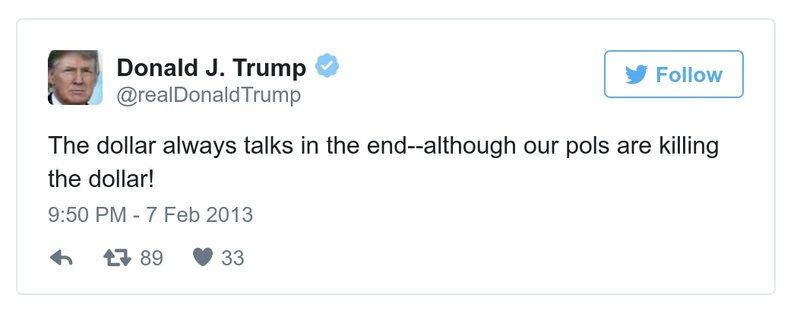 Donald J. Trump
@realDonaldTrump
Follow
The dollar always talks in the end--although our pols are killing
the dollar!
9:50 PM - 7 Feb 2013
89 33